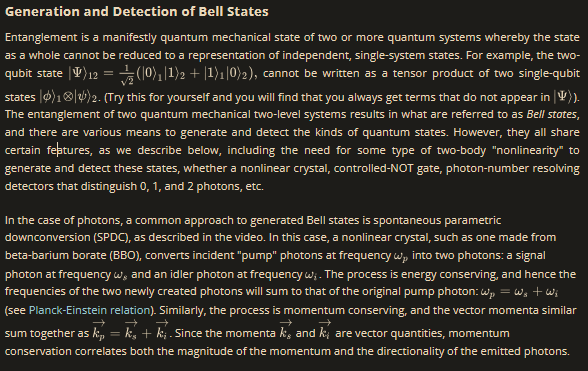 Generation and Detection of Bell States
Entanglement is a manifestly quantum mechanical state of two or more quantum systems whereby the state
as a whole cannot be reduced to a representation of independent, single-system states. For example, the two-
qubit state |Ψ⟩₁₂ = 1/√2 (|0⟩₁|1⟩₂ + |1⟩₁|0⟩₂), cannot be written as a tensor product of two single-qubit
states |ϕ⟩₁⊗|ψ⟩₂. (Try this for yourself and you will find that you always get terms that do not appear in |Ψ⟩).
The entanglement of two quantum mechanical two-level systems results in what are referred to as Bell states,
and there are various means to generate and detect the kinds of quantum states. However, they all share
certain features, as we describe below, including the need for some type of two-body "nonlinearity" to
generate and detect these states, whether a nonlinear crystal, controlled-NOT gate, photon-number resolving
detectors that distinguish 0, 1, and 2 photons, etc.
In the case of photons, a common approach to generated Bell states is spontaneous parametric
downconversion (SPDC), as described in the video. In this case, a nonlinear crystal, such as one made from
beta-barium borate (BBO), converts incident "pump" photons at frequency ωₚ into two photons: a signal
photon at frequency ωₛ and an idler photon at frequency ωᵢ. The process is energy conserving, and hence the
frequencies of the two newly created photons will sum to that of the original pump photon: ωₚ = ωₛ + ωᵢ
(see Planck-Einstein relation). Similarly, the process is momentum conserving, and the vector momenta similar
sum together as k⃗ₚ = k⃗ₛ + k⃗ᵢ. Since the momenta k⃗ₛ and k⃗ᵢ are vector quantities, momentum
conservation correlates both the magnitude of the momentum and the directionality of the emitted photons.